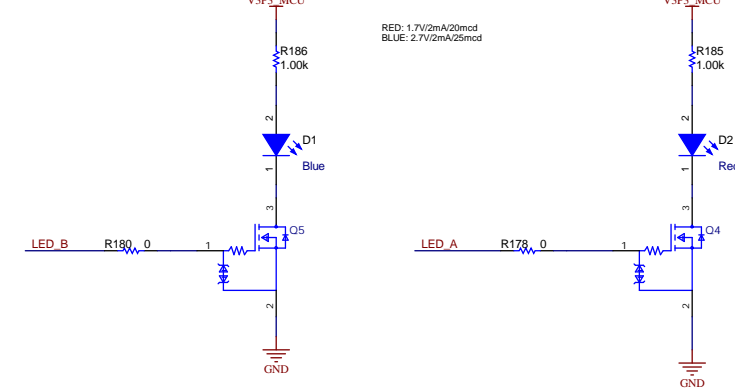 RED: 1.7V/2mA/20mcd
BLUE: 2.7V/2mA/25mcd
R186
1.00k
2
D1
Blue
1
3
Q5
LED_B
R180
0
1
2
GND
R185
1.00k
2
D2
1
3
Q4
LED_A
R178
0
1
2
GND